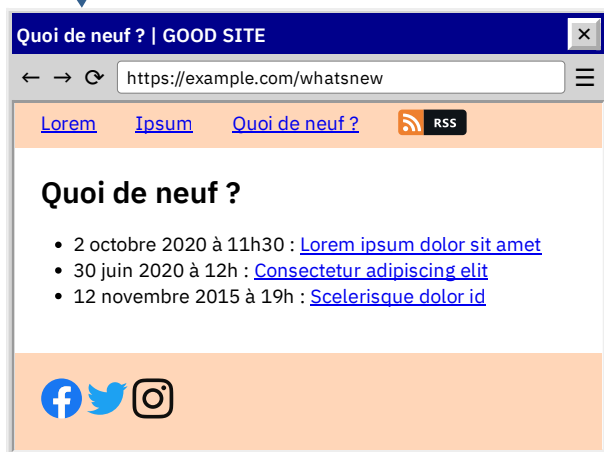 Quoi de neuf ? | GOOD SITE
https://example.com/whatsnew
Lorem Ipsum Quoi de neuf ? RSS
Quoi de neuf ?
• 2 octobre 2020 à 11h30 : Lorem ipsum dolor sit amet
• 30 juin 2020 à 12h : Consectetur adipiscing elit
• 12 novembre 2015 à 19h : Scelerisque dolor id